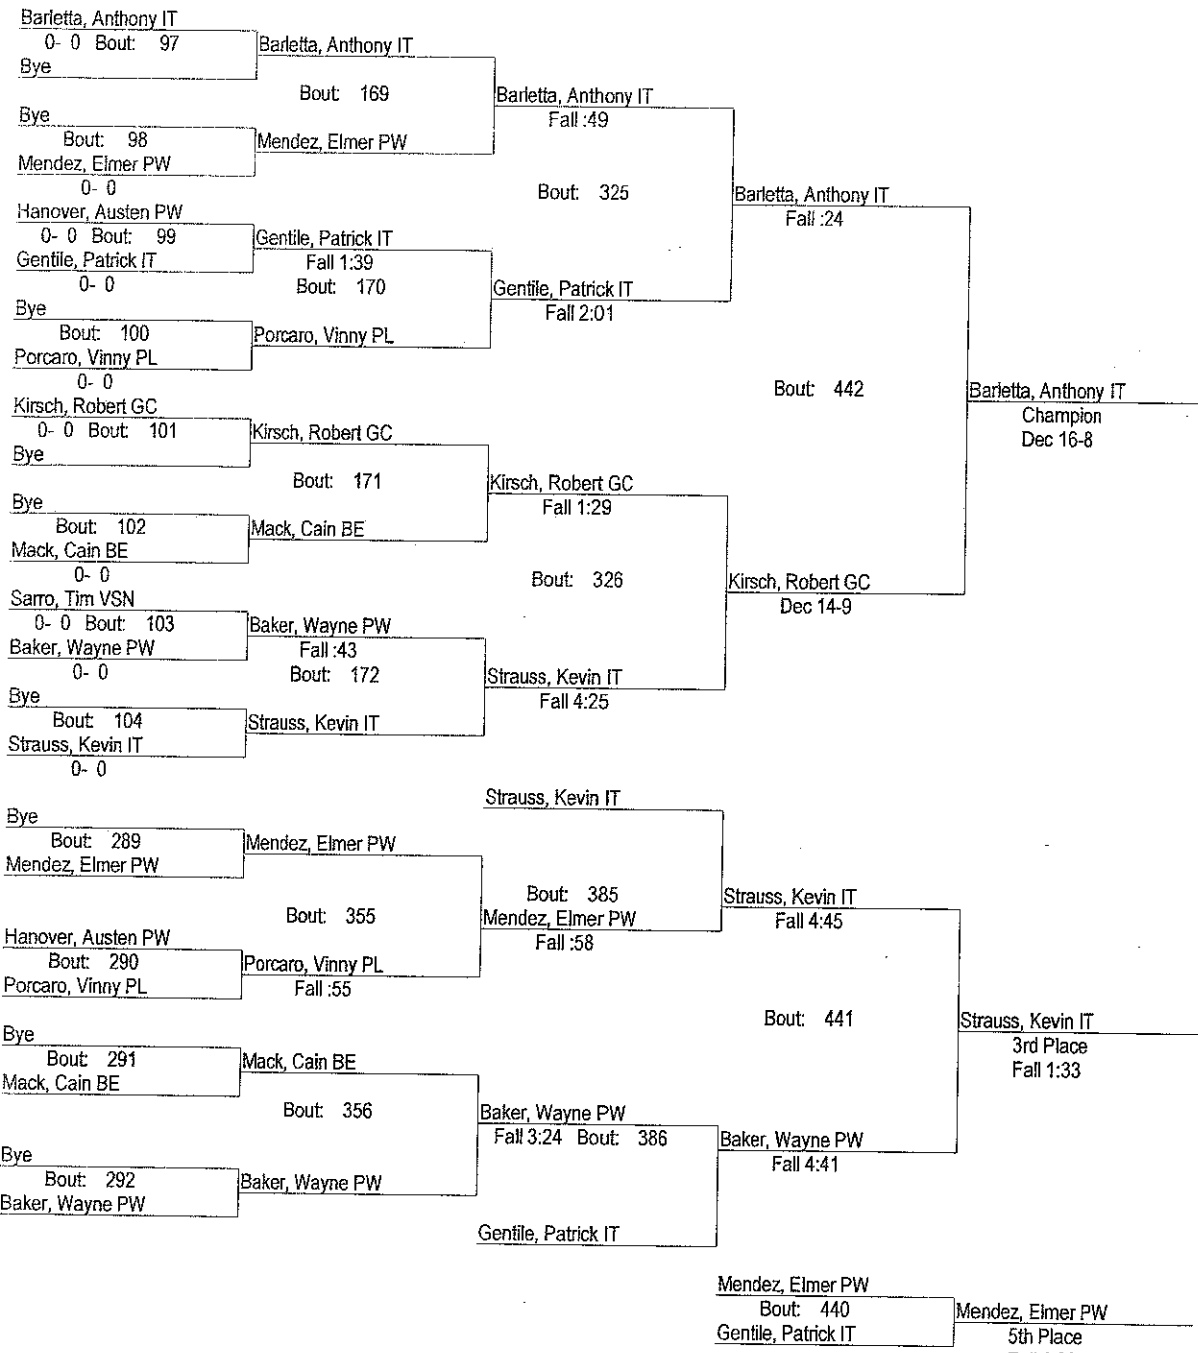 Barletta, Anthony IT
0- 0 Bout: 97
Bye
Barletta, Anthony IT
Bout: 169
Bye
Bout: 98
Mendez, Elmer PW
0- 0
Mendez, Elmer PW
Barletta, Anthony IT
Fall :49
Bout: 325
Hanover, Austen PW
0- 0 Bout: 99
Gentile, Patrick IT
0- 0
Gentile, Patrick IT
Fall 1:39
Bout: 170
Bye
Bout: 100
Porcaro, Vinny PL
0- 0
Porcaro, Vinny PL
Gentile, Patrick IT
Fall 2:01
Barletta, Anthony IT
Fall :24
Bout: 442
Barletta, Anthony IT
Champion
Dec 16-8
Kirsch, Robert GC
0- 0 Bout: 101
Bye
Kirsch, Robert GC
Bout: 171
Bye
Bout: 102
Mack, Cain BE
0- 0
Mack, Cain BE
Kirsch, Robert GC
Fall 1:29
Bout: 326
Sarro, Tim VSN
0- 0 Bout: 103
Baker, Wayne PW
0- 0
Baker, Wayne PW
Fall :43
Bout: 172
Bye
Bout: 104
Strauss, Kevin IT
0- 0
Strauss, Kevin IT
Strauss, Kevin IT
Fall 4:25
Kirsch, Robert GC
Dec 14-9
Strauss, Kevin IT
Bye
Bout: 289
Mendez, Elmer PW
Mendez, Elmer PW
Bout: 355
Hanover, Austen PW
Bout: 290
Porcaro, Vinny PL
Porcaro, Vinny PL
Fall :55
Bout: 385
Mendez, Elmer PW
Fall :58
Strauss, Kevin IT
Fall 4:45
Bout: 441
Strauss, Kevin IT
3rd Place
Fall 1:33
Bye
Bout: 291
Mack, Cain BE
Mack, Cain BE
Bout: 356
Bye
Bout: 292
Baker, Wayne PW
Baker, Wayne PW
Baker, Wayne PW
Fall 3:24 Bout: 386
Gentile, Patrick IT
Baker, Wayne PW
Fall 4:41
Mendez, Elmer PW
Bout: 440
Gentile, Patrick IT
Mendez, Elmer PW
5th Place